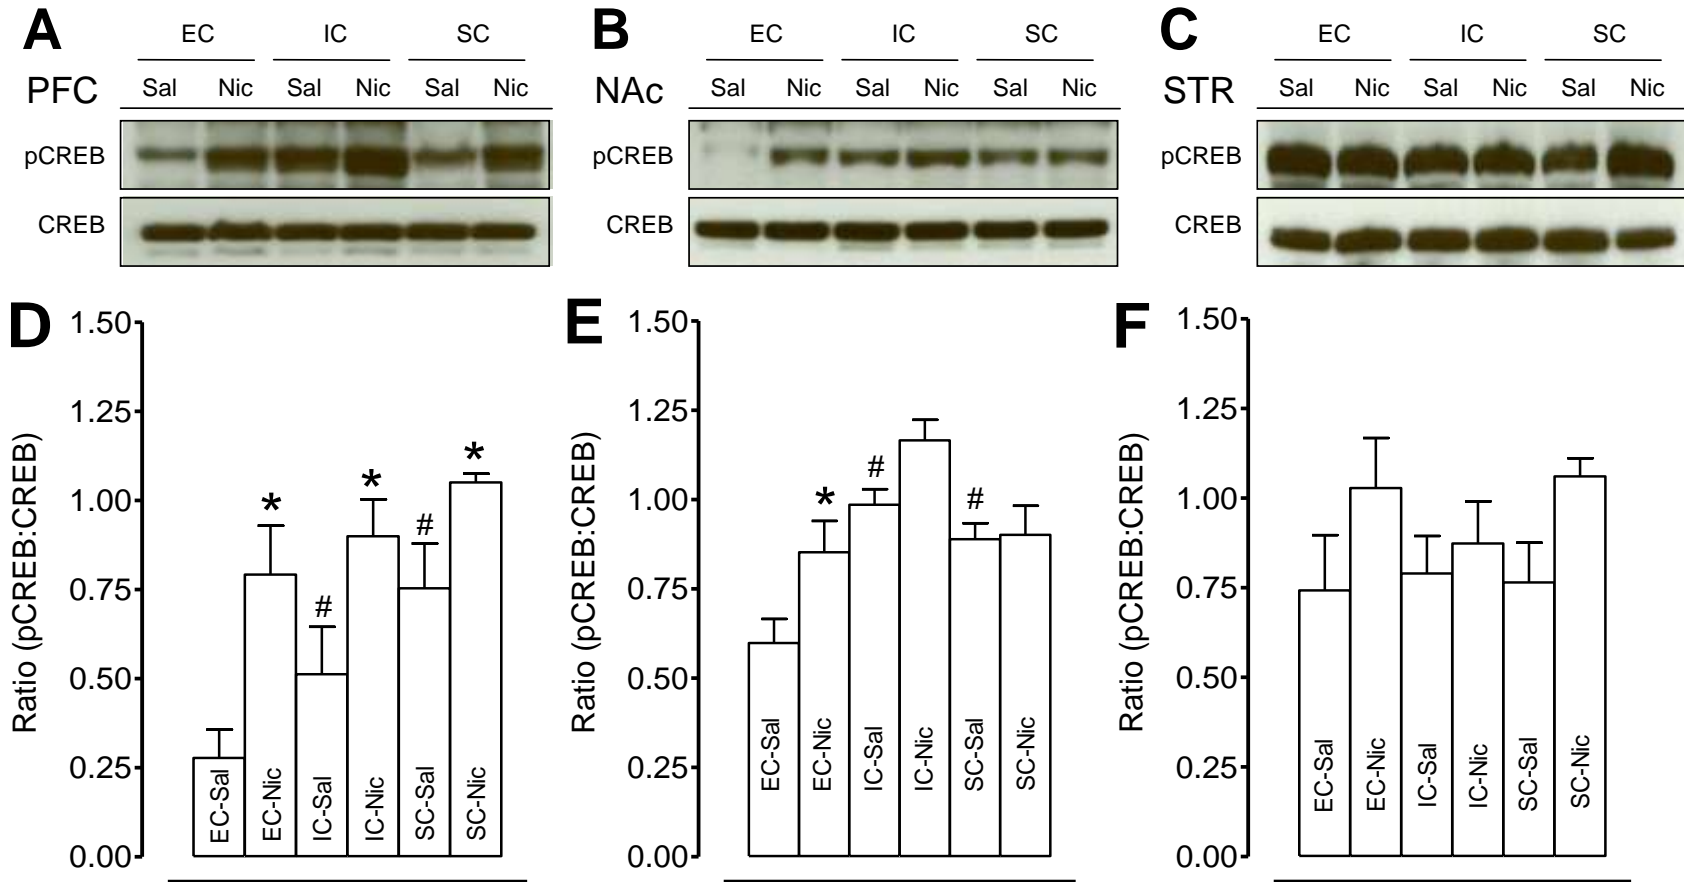 A EC IC SC
PFC Sal Nic Sal Nic Sal Nic
pCREB
CREB
B EC IC SC
NAc Sal Nic Sal Nic Sal Nic
pCREB
CREB
C EC IC SC
STR Sal Nic Sal Nic Sal Nic
pCREB
CREB
D
Ratio (pCREB:CREB)
1.50
1.25
1.00
0.75
0.50
0.25
0.00
* # * # *
EC-Sal
EC-Nic
IC-Sal
IC-Nic
SC-Sal
SC-Nic
E
Ratio (pCREB:CREB)
1.50
1.25
1.00
0.75
0.50
0.25
0.00
* # #
EC-Sal
EC-Nic
IC-Sal
IC-Nic
SC-Sal
SC-Nic
F
Ratio (pCREB:CREB)
1.50
1.25
1.00
0.75
0.50
0.25
0.00
EC-Sal
EC-Nic
IC-Sal
IC-Nic
SC-Sal
SC-Nic